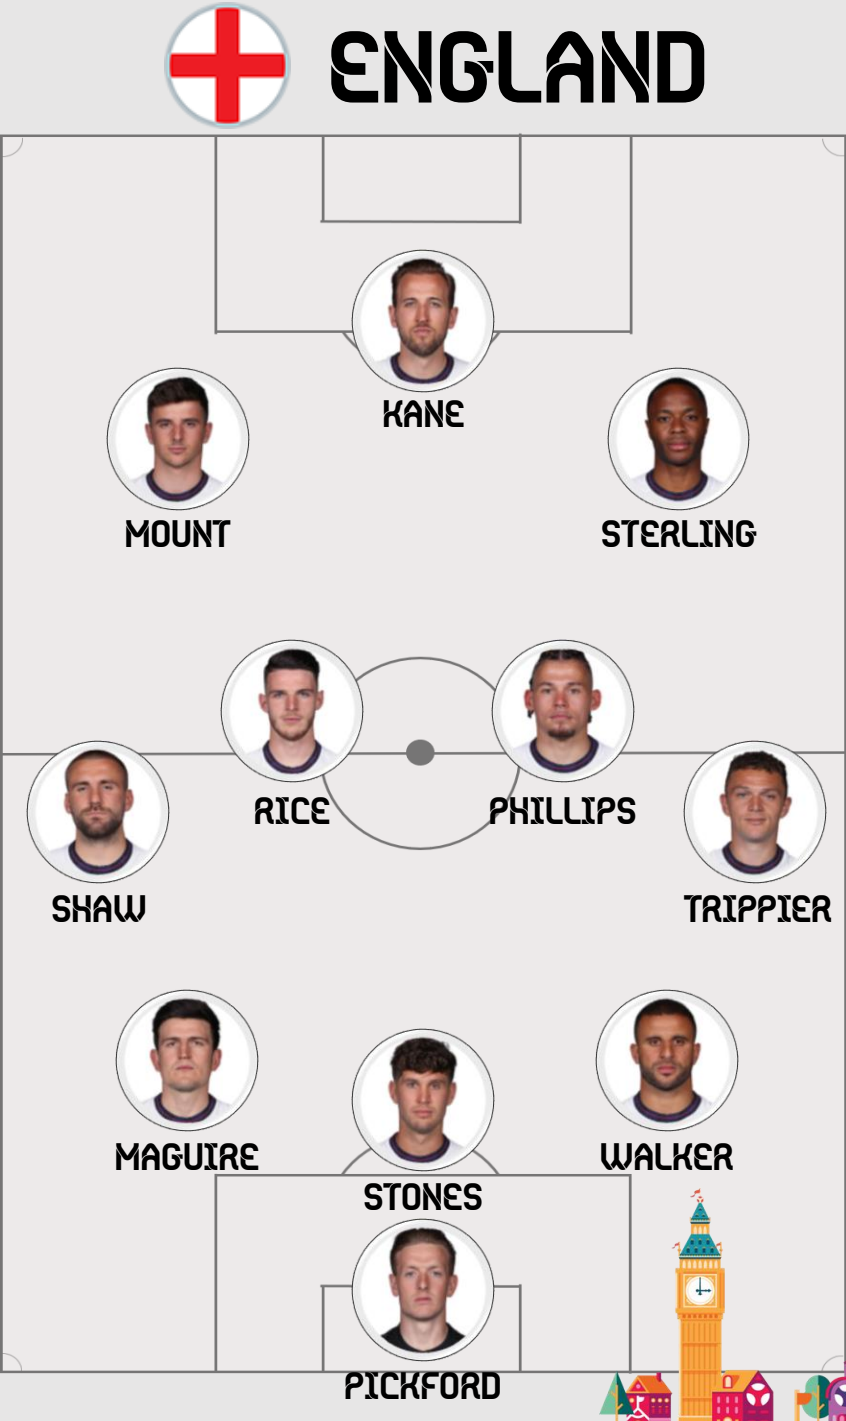 ENGLAND
KANE
MOUNT
STERLING
RICE
PHILLIPS
SHAW
TRIPPIER
MAGUIRE
WALKER
STONES
PICKFORD